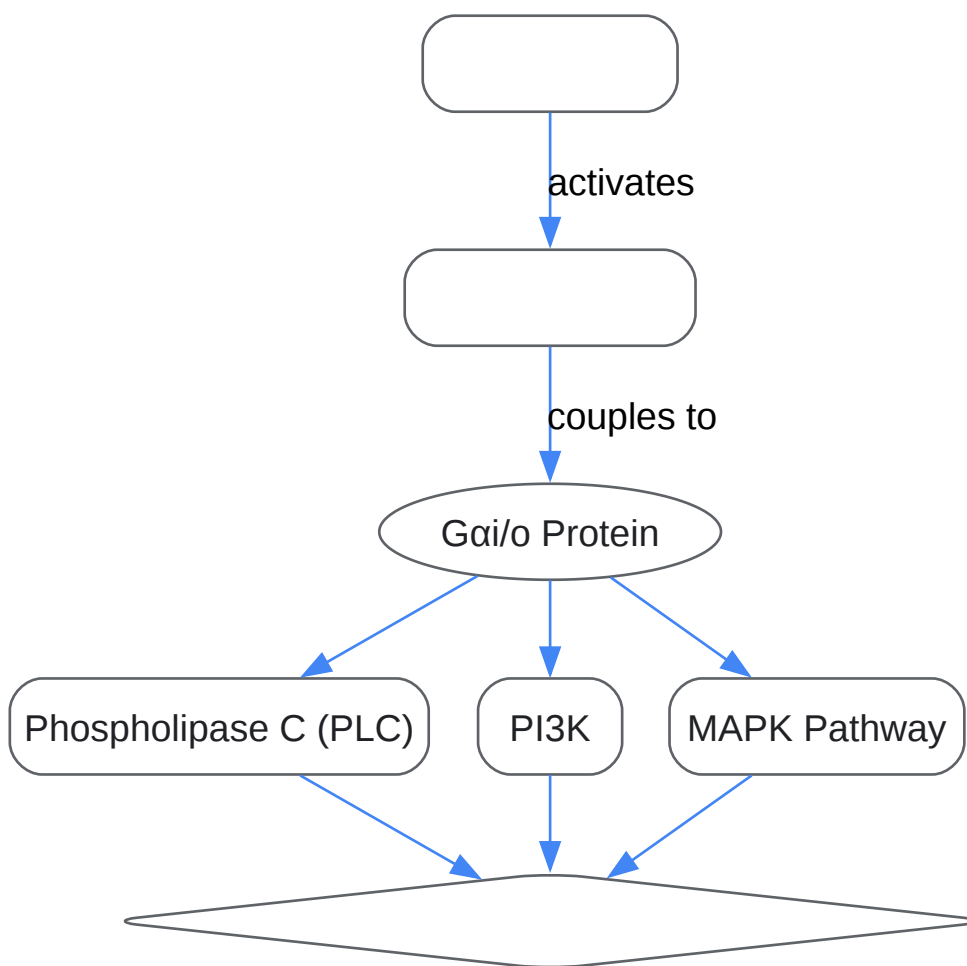 activates
couples to
Gαi/o Protein
Phospholipase C (PLC)
PI3K
MAPK Pathway